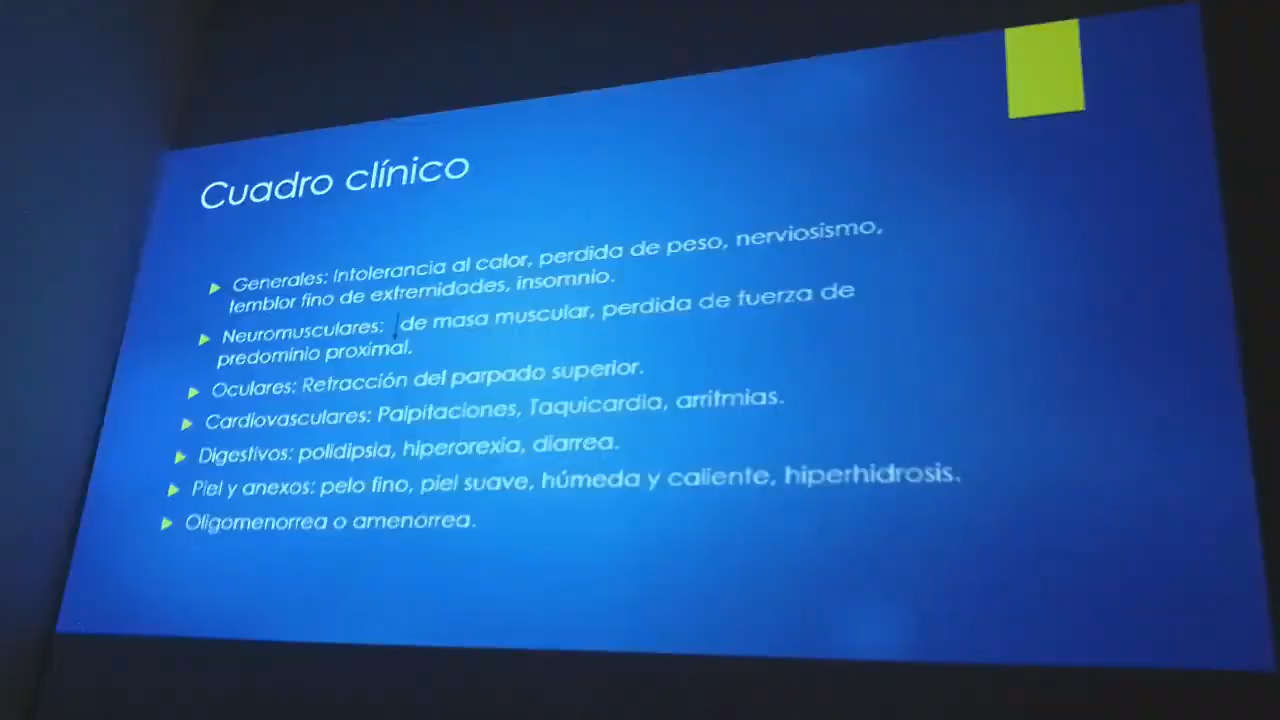 Cuadro clínico
Generales: Intolerancia al calor, perdida de peso, nerviosismo,
temblor fino de extremidades, insomnio.
Neuromusculares: ↓ de masa muscular, perdida de fuerza de
predominio proximal.
Oculares: Retracción del parpado superior.
Cardiovasculares: Palpitaciones, Taquicardia, arritmias.
Digestivos: polidipsia, hiperorexia, diarrea.
Piel y anexos: pelo fino, piel suave, húmeda y caliente, hiperhidrosis.
Oligomenorrea o amenorrea.